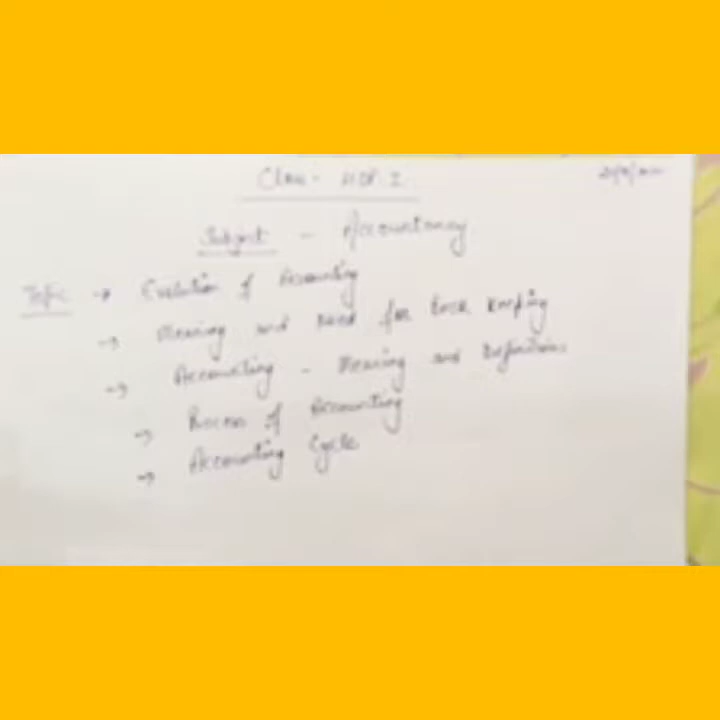 Class - HDP. I
Subject - Accountancy
Topic → Evolution of Accounting
→ Meaning and Need for Book Keeping
→ Accounting - Meaning and Definitions
→ Process of Accounting
→ Accounting Cycle